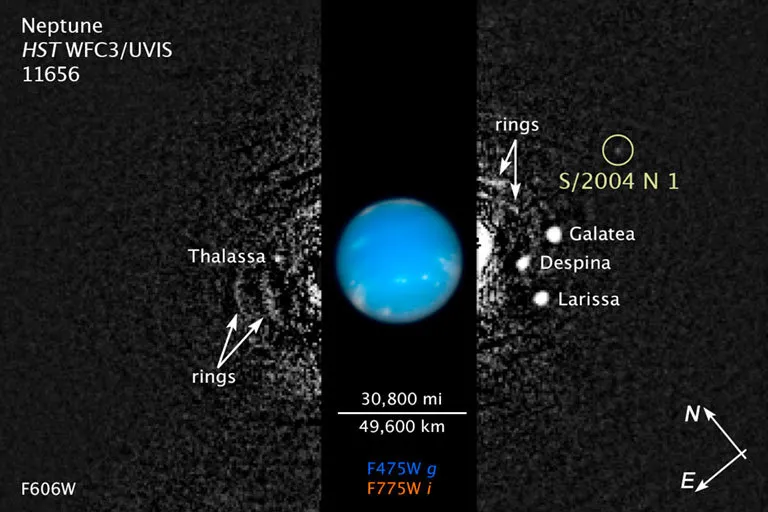 Neptune
HST WFC3/UVIS
11656
rings
S/2004 N 1
Galatea
Thalassa
Despina
Larissa
rings
30,800 mi
49,600 km
N
F475W g
E
F775W i
F606W